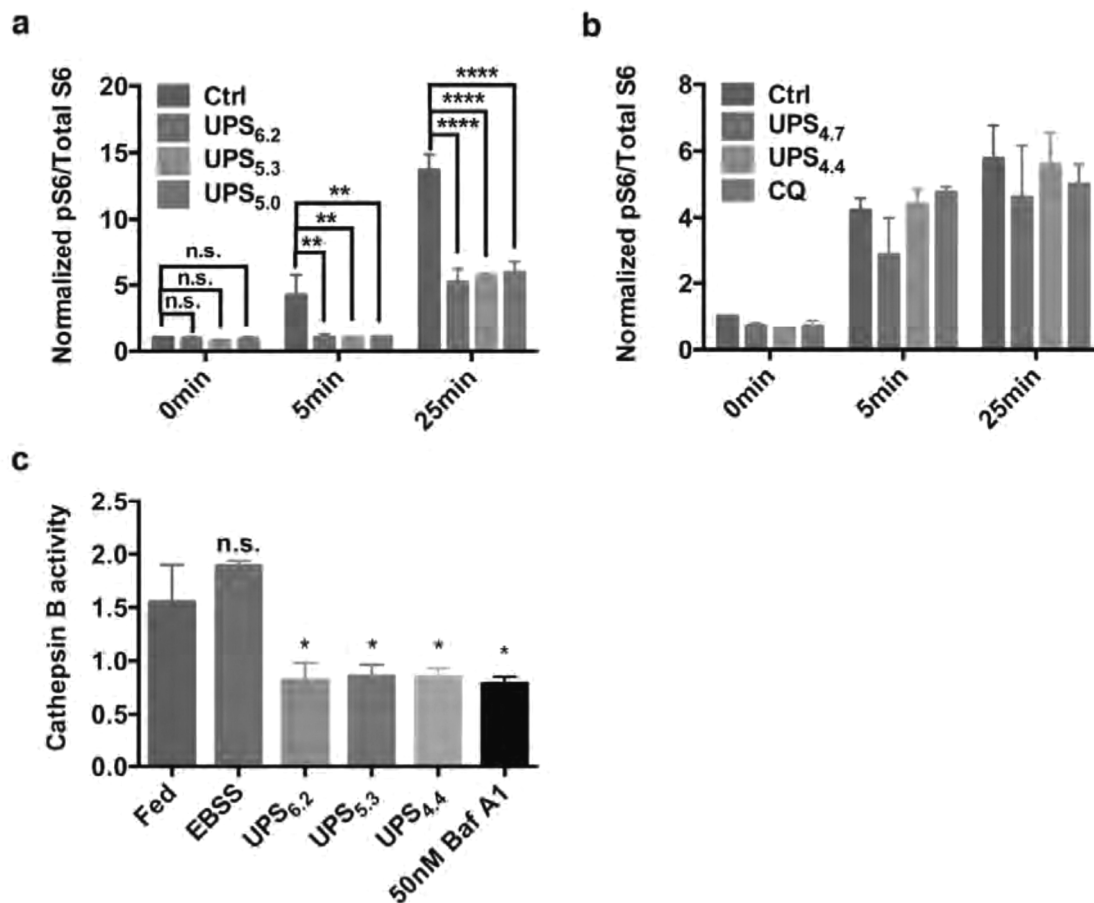 a
Normalized pS6/Total S6
20
15
10
5
0
Ctrl
UPS6.2
UPS5.3
UPS5.0
n.s.
n.s.
n.s.
**
**
**
****
****
****
0min
5min
25min
b
Normalized pS6/Total S6
8
6
4
2
0
Ctrl
UPS4.7
UPS4.4
CQ
0min
5min
25min
c
Cathepsin B activity
2.5
2.0
1.5
1.0
0.5
0.0
n.s.
*
*
*
*
Fed
EBSS
UPS6.2
UPS5.3
UPS4.4
50nM Baf A1